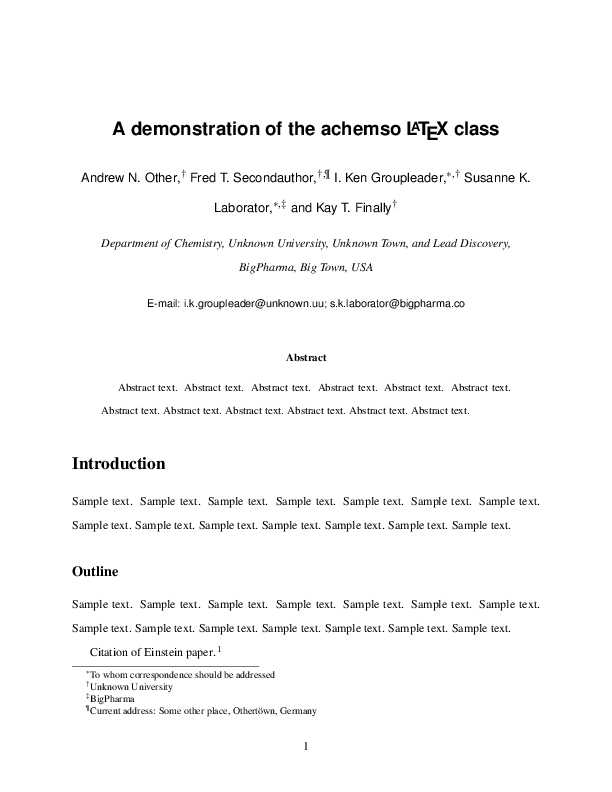 A demonstration of the achemso LATEX class
Andrew N. Other,† Fred T. Secondauthor,†,¶ I. Ken Groupleader,*,† Susanne K.
Laborator,*,‡ and Kay T. Finally†
Department of Chemistry, Unknown University, Unknown Town, and Lead Discovery,
BigPharma, Big Town, USA
E-mail: i.k.groupleader@unknown.uu; s.k.laborator@bigpharma.co
Abstract
Abstract text. Abstract text. Abstract text. Abstract text. Abstract text. Abstract text.
Abstract text. Abstract text. Abstract text. Abstract text. Abstract text. Abstract text.
Introduction
Sample text. Sample text. Sample text. Sample text. Sample text. Sample text. Sample text.
Sample text. Sample text. Sample text. Sample text. Sample text. Sample text. Sample text.
Outline
Sample text. Sample text. Sample text. Sample text. Sample text. Sample text. Sample text.
Sample text. Sample text. Sample text. Sample text. Sample text. Sample text. Sample text.
Citation of Einstein paper.1
*To whom correspondence should be addressed
†Unknown University
‡BigPharma
¶Current address: Some other place, Othertöwn, Germany
1